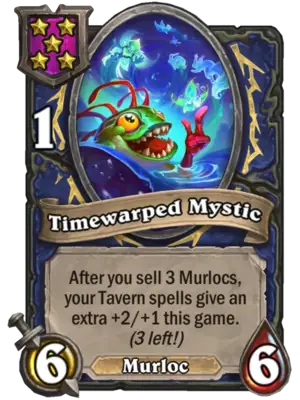 1
Timewarped Mystic
After you sell 3 Murlocs,
your Tavern spells give an
extra +2/+1 this game.
(3 left!)
Murloc
6
6